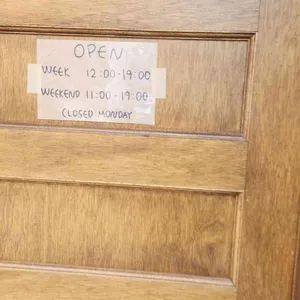 OPEN
WEEK 12:00-19:00
WEEKEND 11:00-19:00
CLOSED MONDAY